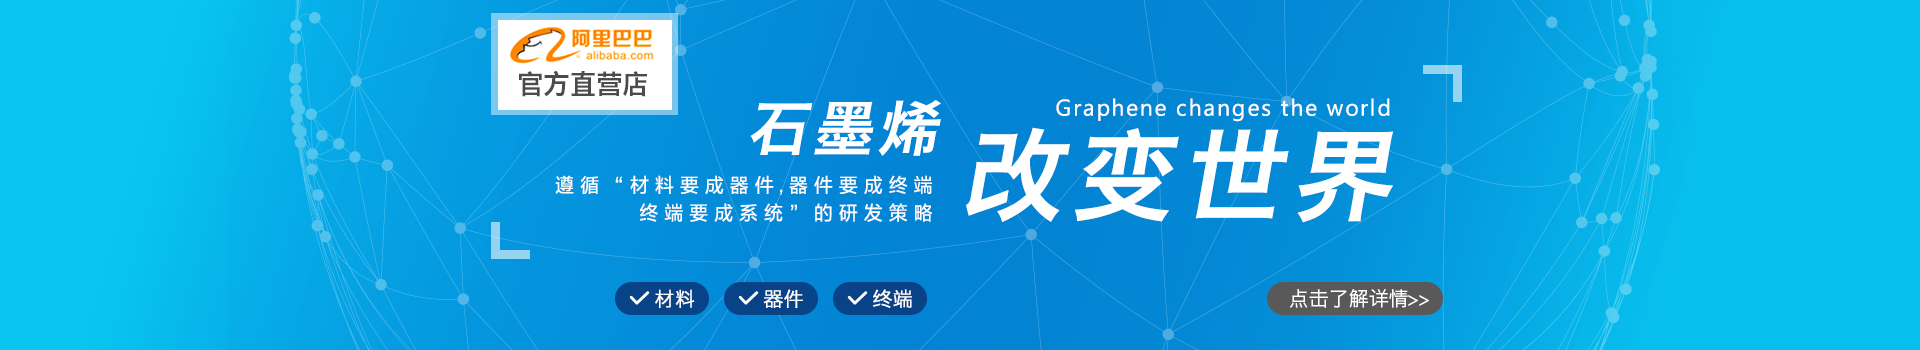 阿里巴巴
alibaba.com
官方直营店
石墨烯
Graphene changes the world
改变世界
遵循“材料要成器件,器件要成终端
终端要成系统”的研发策略
材料
器件
终端
点击了解详情>>